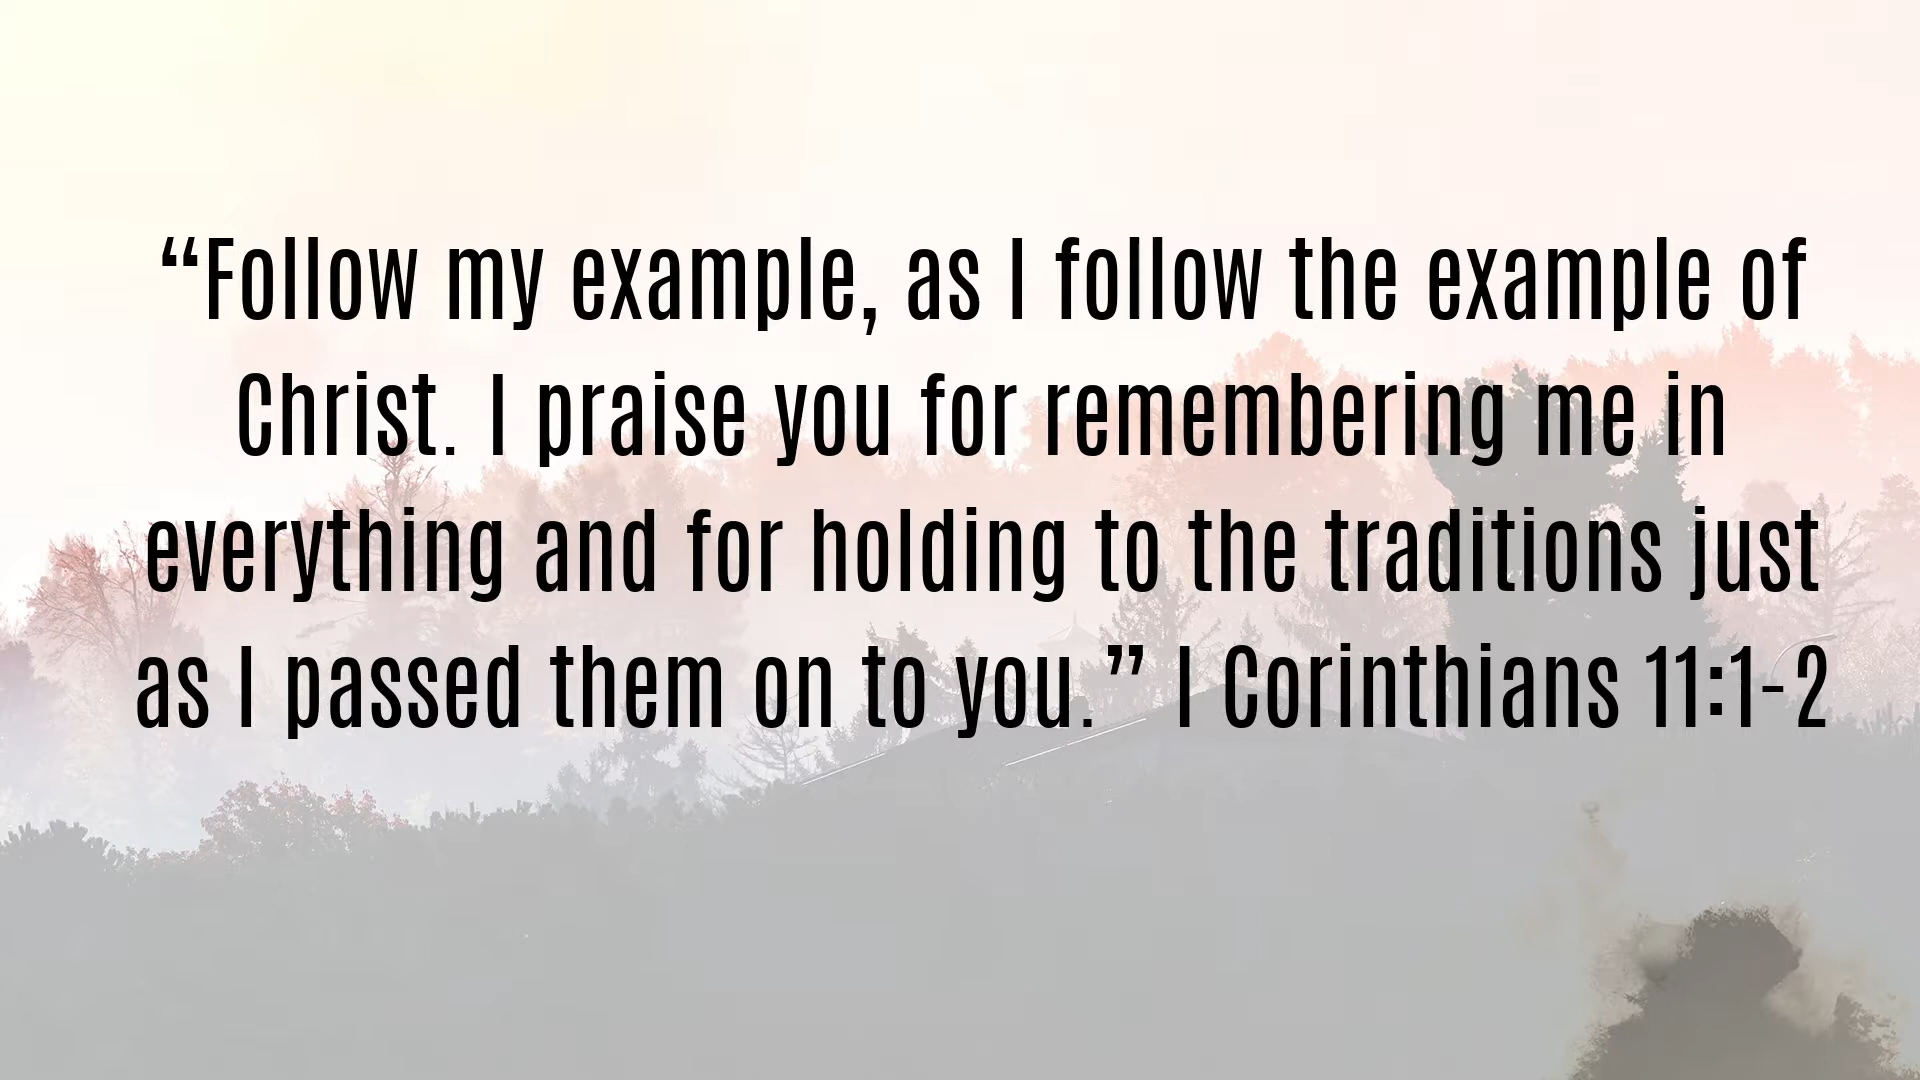 “Follow my example, as I follow the example of
Christ. I praise you for remembering me in
everything and for holding to the traditions just
as I passed them on to you.” I Corinthians 11:1-2